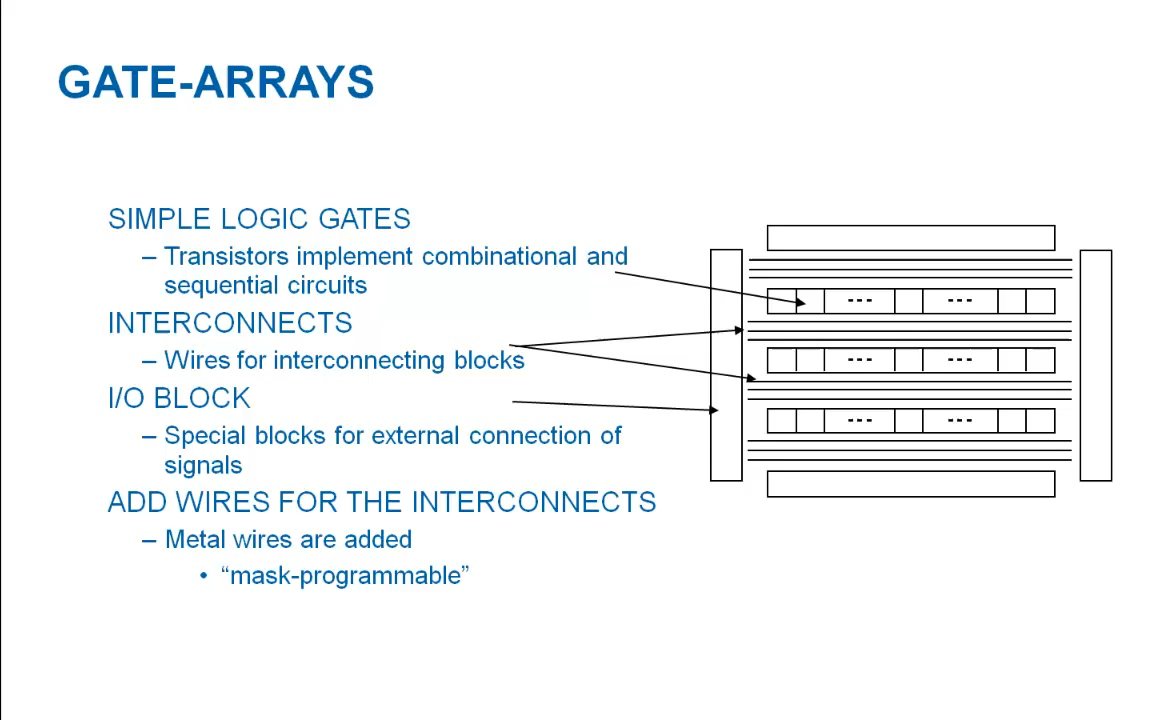 GATE-ARRAYS
SIMPLE LOGIC GATES
– Transistors implement combinational and
sequential circuits
INTERCONNECTS
– Wires for interconnecting blocks
I/O BLOCK
– Special blocks for external connection of
signals
ADD WIRES FOR THE INTERCONNECTS
– Metal wires are added
• “mask-programmable”